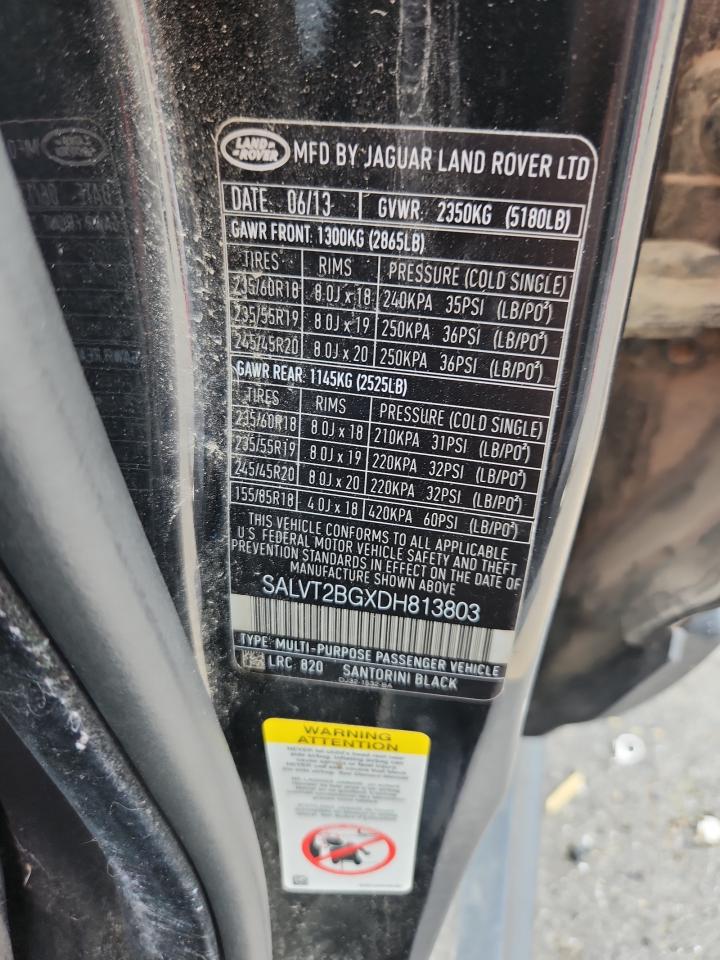 LAND ROVER MFD BY JAGUAR LAND ROVER LTD
DATE 06/13 GVWR: 2350KG (5180LB)
GAWR FRONT: 1300KG (2865LB)
TIRES RIMS PRESSURE (COLD SINGLE)
235/60R18 8.0J x 18 240KPA 35PSI (LB/PO²)
235/55R19 8.0J x 19 250KPA 36PSI (LB/PO²)
245/45R20 8.0J x 20 250KPA 36PSI (LB/PO²)
GAWR REAR: 1145KG (2525LB)
TIRES RIMS PRESSURE (COLD SINGLE)
235/60R18 8.0J x 18 210KPA 31PSI (LB/PO²)
235/55R19 8.0J x 19 220KPA 32PSI (LB/PO²)
245/45R20 8.0J x 20 220KPA 32PSI (LB/PO²)
155/85R18 4.0J x 18 420KPA 60PSI (LB/PO²)
THIS VEHICLE CONFORMS TO ALL APPLICABLE
U.S FEDERAL MOTOR VEHICLE SAFETY AND THEFT
PREVENTION STANDARDS IN EFFECT ON DATE OF
MANUFACTURE SHOWN ABOVE
SALVT2BGXDH813803
TYPE: MULTI-PURPOSE PASSENGER VEHICLE
LRC 820 SANTORINI BLACK
WARNING
ATTENTION